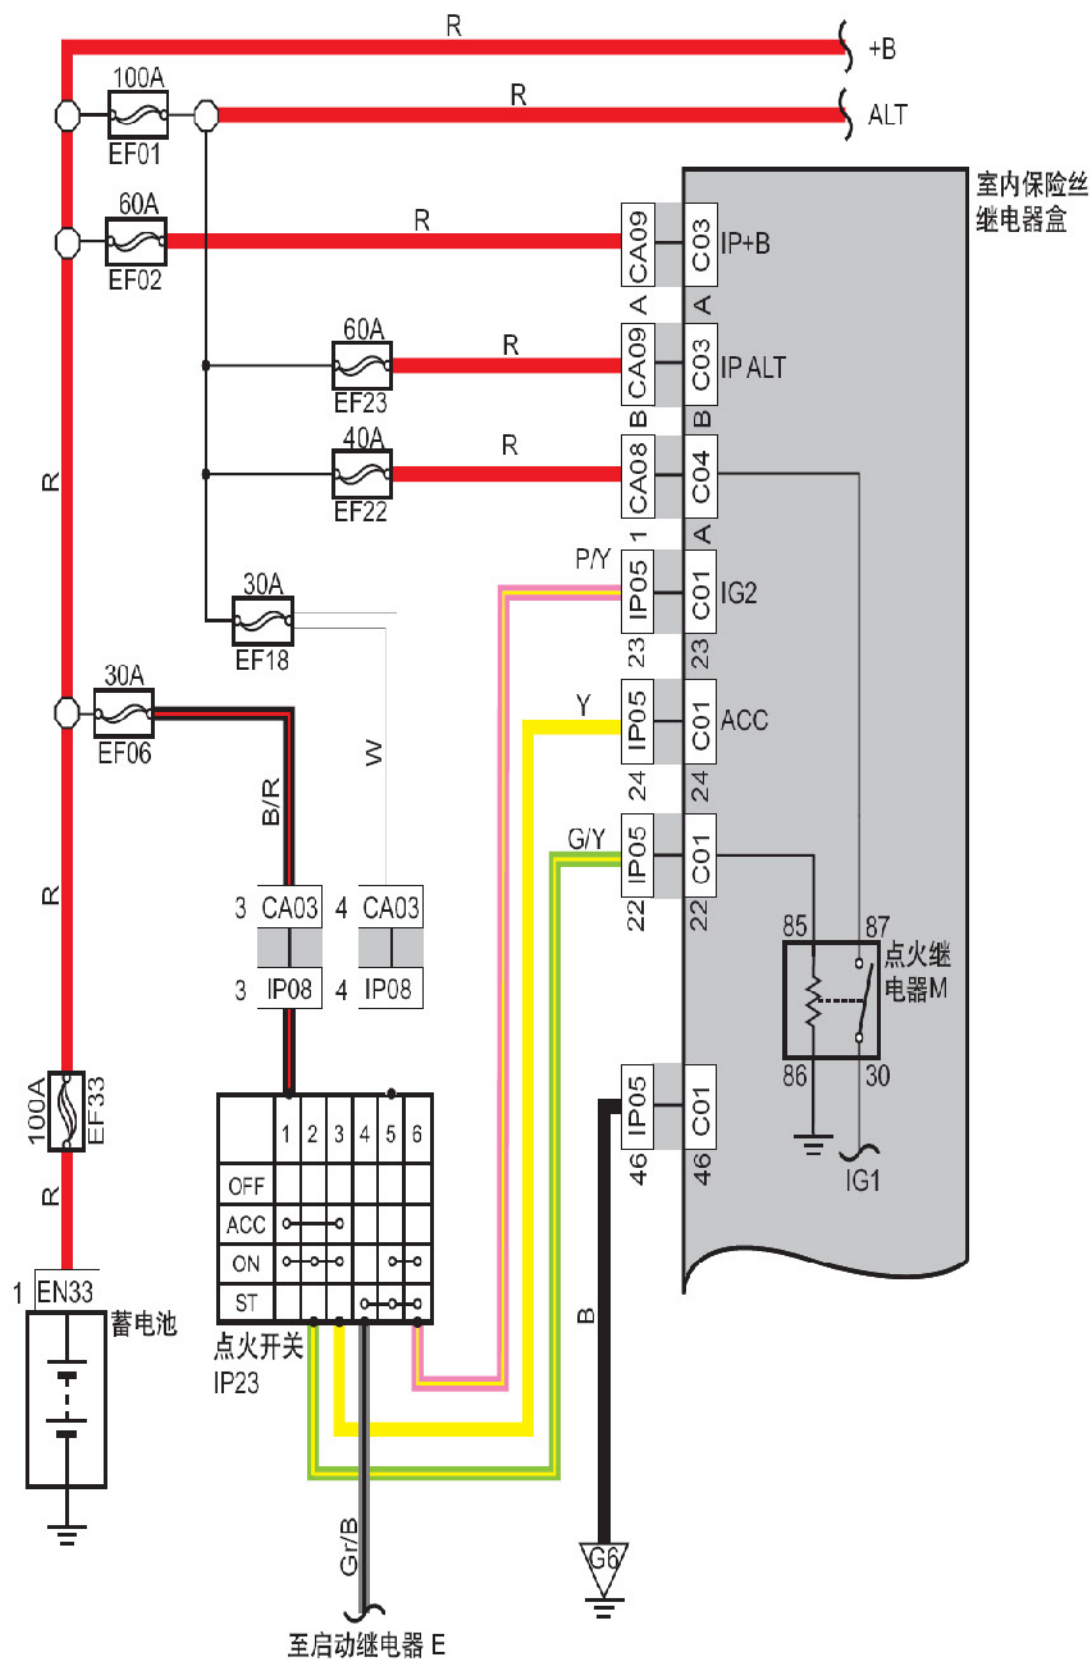 R
+B
100A
R
ALT
EF01
室内保险丝
继电器盒
60A
R
CA09
C03
IP+B
EF02
A
A
60A
R
CA09
C03
IP ALT
EF23
B
B
40A
R
CA08
C04
R
EF22
1
A
P/Y
30A
IP05
C01
IG2
EF18
23
23
30A
Y
IP05
C01
ACC
EF06
W
24
24
B/R
G/Y
IP05
C01
R
3
CA03
4
CA03
22
22
85
87
点火继
电器M
3
IP08
4
IP08
100A
EF33
IP05
C01
86
30
1
2
3
4
5
6
46
46
IG1
R
OFF
ACC
ON
1
EN33
ST
B
蓄电池
点火开关
IP23
Gr/B
G6
至启动继电器 E